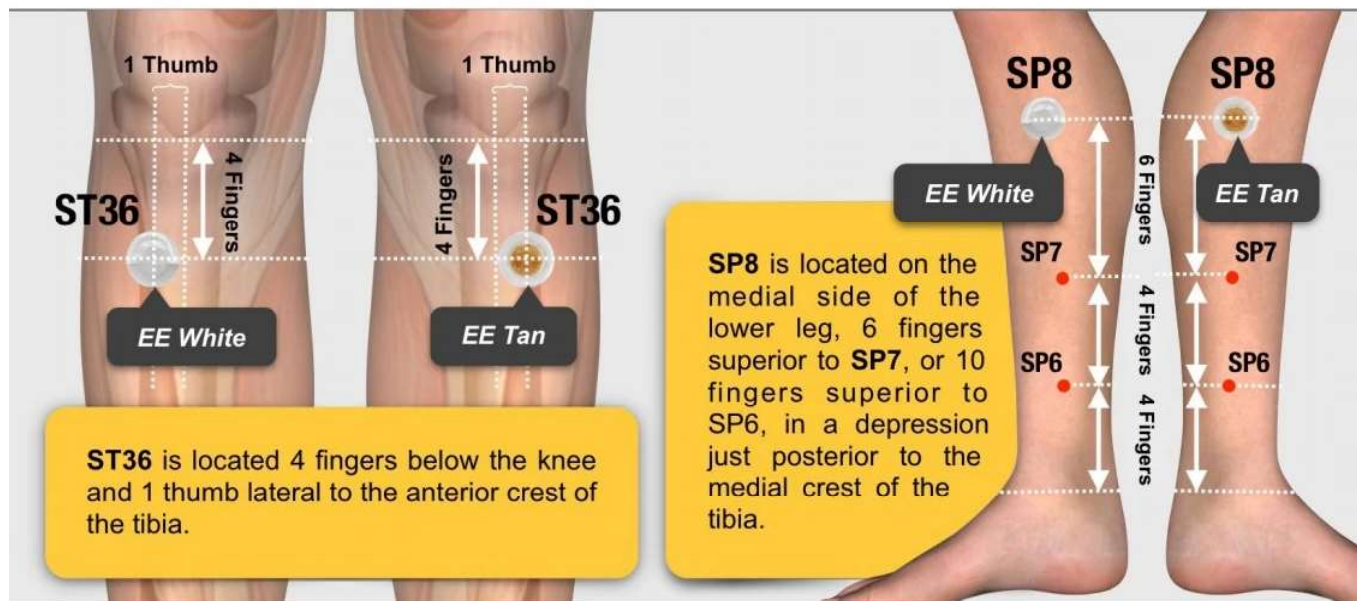 1 Thumb
1 Thumb
4 Fingers
4 Fingers
ST36
ST36
EE White
EE Tan
ST36 is located 4 fingers below the knee
and 1 thumb lateral to the anterior crest of
the tibia.
SP8
SP8
EE White
EE Tan
6 Fingers
SP7
SP7
4 Fingers
SP6
SP6
4 Fingers
SP8 is located on the
medial side of the
lower leg, 6 fingers
superior to SP7, or 10
fingers superior to
SP6, in a depression
just posterior to the
medial crest of the
tibia.